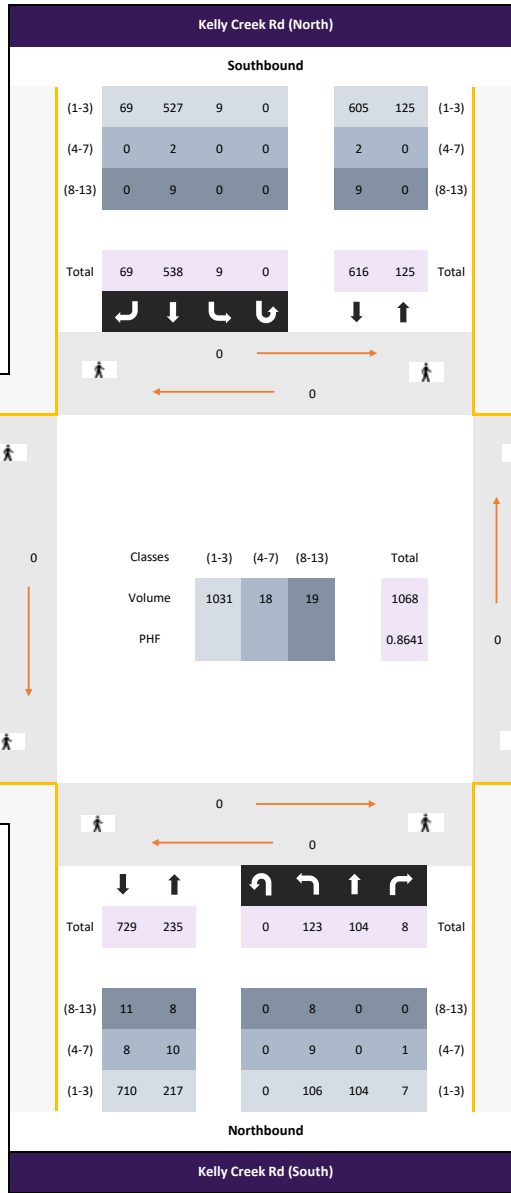 Kelly Creek Rd (North)
Southbound
(1-3) 69 527 9 0 605 125 (1-3)
(4-7) 0 2 0 0 2 0 (4-7)
(8-13) 0 9 0 0 9 0 (8-13)
Total 69 538 9 0 616 125 Total
0
0
0
Classes (1-3) (4-7) (8-13) Total
Volume 1031 18 19 1068
PHF 0.8641
0
0
0
Total 729 235 0 123 104 8 Total
(8-13) 11 8 0 8 0 0 (8-13)
(4-7) 8 10 0 9 0 1 (4-7)
(1-3) 710 217 0 106 104 7 (1-3)
Northbound
Kelly Creek Rd (South)